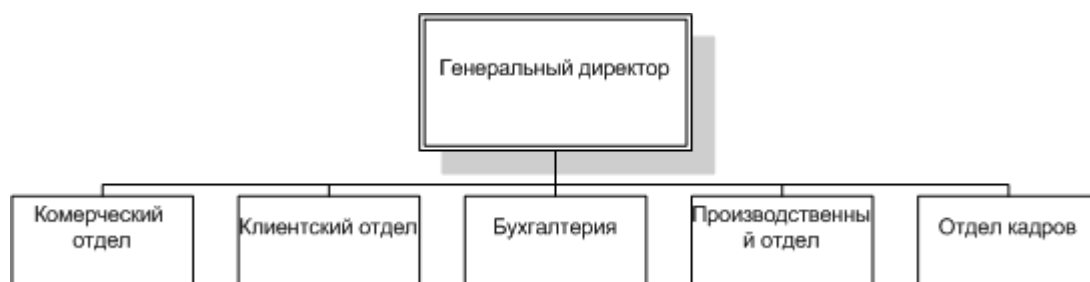 Генеральный директор
Комерческий
отдел
Клиентский отдел
Бухгалтерия
Производственны
й отдел
Отдел кадров